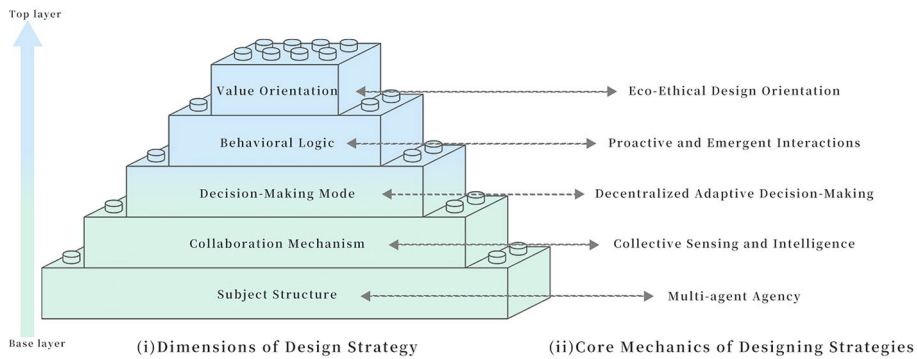 Top layer
Value Orientation
Eco-Ethical Design Orientation
Behavioral Logic
Proactive and Emergent Interactions
Decision-Making Mode
Decentralized Adaptive Decision-Making
Collaboration Mechanism
Collective Sensing and Intelligence
Subject Structure
Multi-agent Agency
Base layer
(i)Dimensions of Design Strategy
(ii)Core Mechanics of Designing Strategies